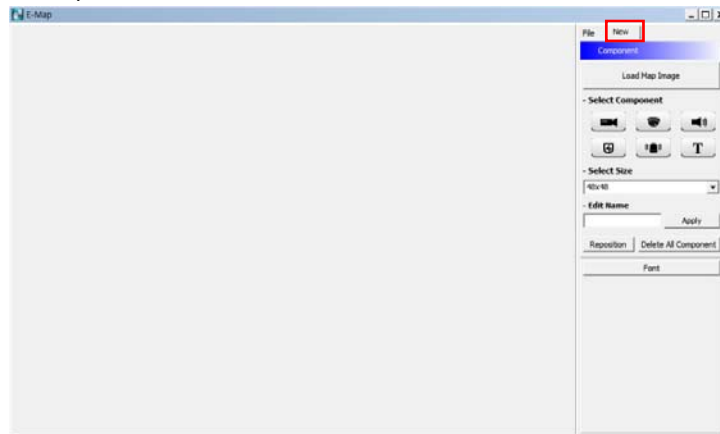 E-Map
File New
Component
Load Map Image
- Select Component
T
- Select Size
48x48
- Edit Name
Apply
Reposition Delete All Component
Font